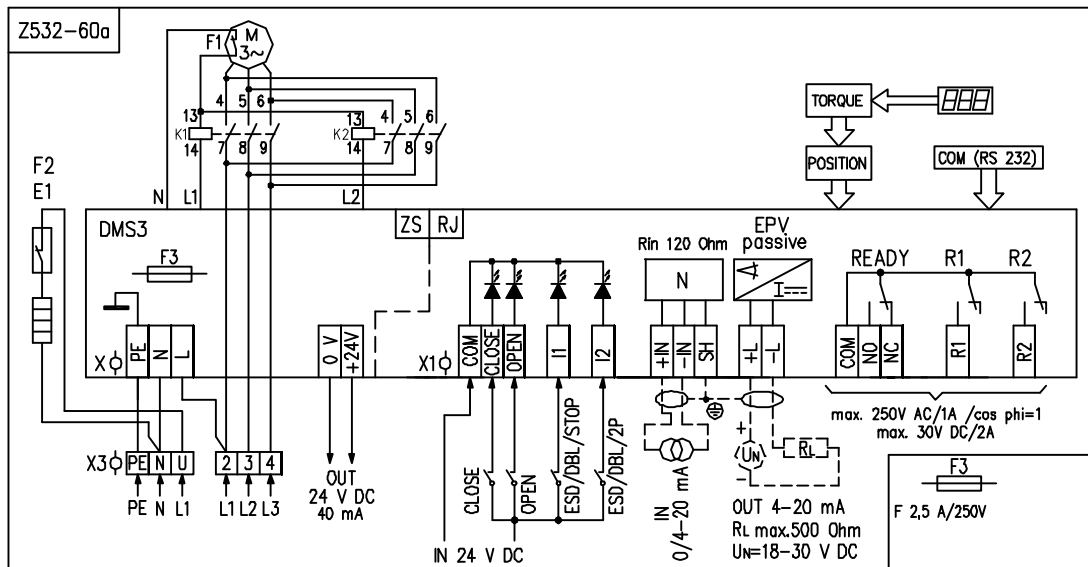 Z532-60a
F1
M
3~
4 5 6
13
K1
14
7 8 9
13
K2
14
4 5 6
7 8 9
TORQUE
POSITION
COM (RS 232)
F2
E1
N
L1
L2
DMS3
ZS
RJ
F3
Rin 120 Ohm
N
EPV
passive
I
READY
R1
R2
X
PE
N
L
0 V
+24V
X1
COM
CLOSE
OPEN
I1
I2
+IN
-IN
SH
+L
-L
COM
NO
NC
R1
R2
max. 250V AC/1A /cos phi=1
max. 30V DC/2A
X3
PE
N
U
2
3
4
PE N L1
L1 L2 L3
OUT
24 V DC
40 mA
CLOSE
OPEN
ESD/DBL/STOP
ESD/DBL/2P
IN 24 V DC
IN
0/4-20 mA
+
UN
-
RL
OUT 4-20 mA
RL max.500 Ohm
UN=18-30 V DC
F3
F 2,5 A/250V